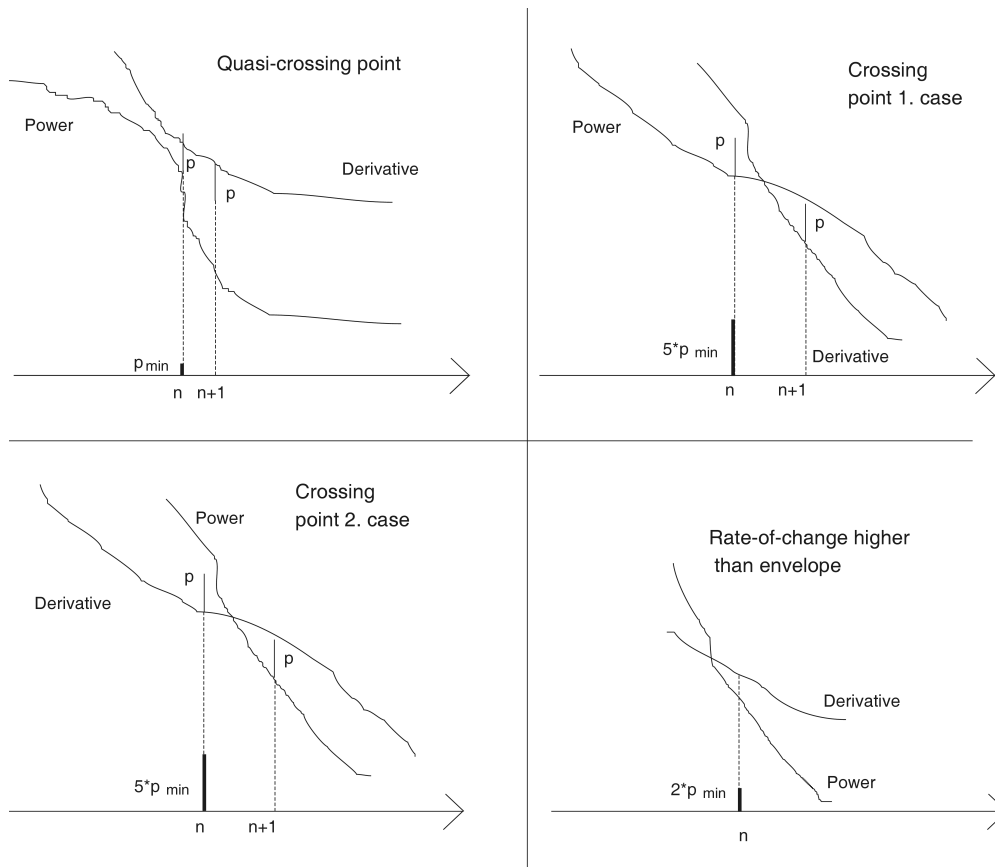 Quasi-crossing point
Power
Derivative
p
p
p min
n
n+1
Crossing
point 1. case
Power
p
p
5*p min
Derivative
n
n+1
Crossing
point 2. case
Power
p
Derivative
p
5*p min
n
n+1
Rate-of-change higher
than envelope
Derivative
2*p min
Power
n